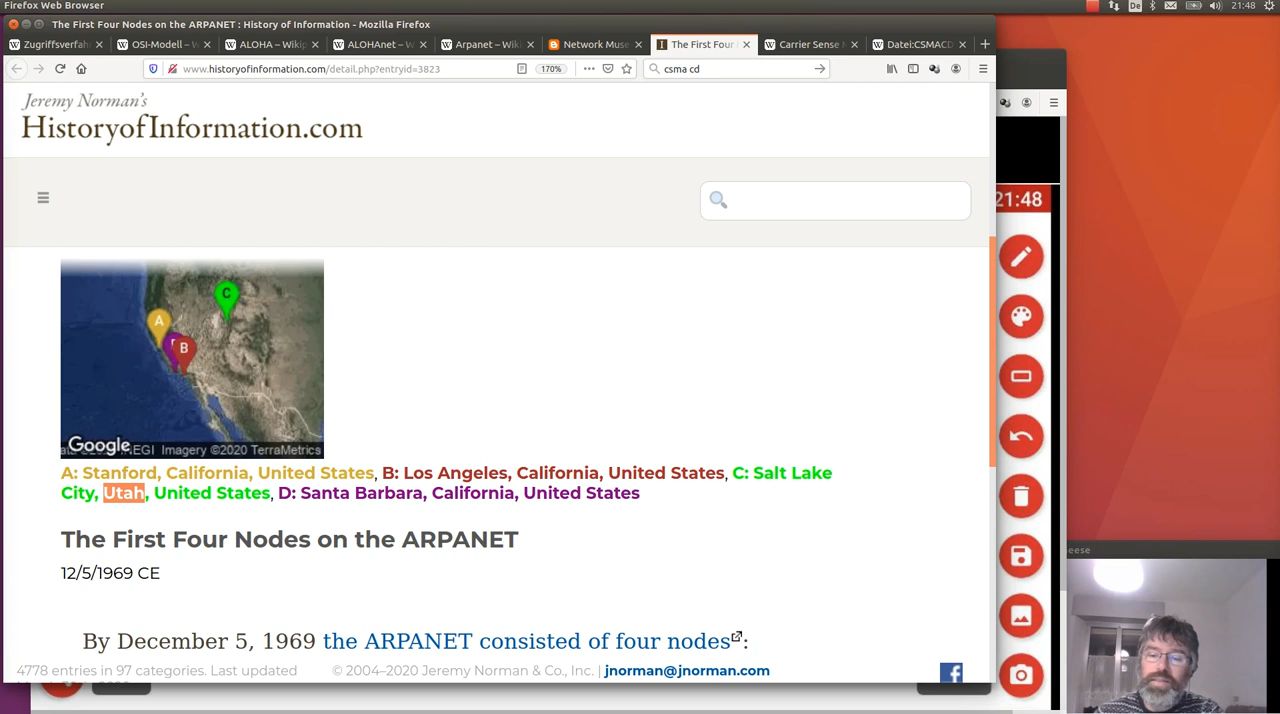 Firefox Web Browser
De
21:48
The First Four Nodes on the ARPANET : History of Information - Mozilla Firefox
Zugriffsverfah
OSI-Modell – W
ALOHA – Wikip
ALOHAnet – W
Arpanet – Wiki
Network Muse
The First Four
Carrier Sense M
Datei:CSMACD
www.historyofinformation.com/detail.php?entryid=3823
170%
csma cd
Jeremy Norman's
HistoryofInformation.com
21:48
C
A
B
Google
Imagery ©2020 TerraMetrics
A: Stanford, California, United States, B: Los Angeles, California, United States, C: Salt Lake
City, Utah, United States, D: Santa Barbara, California, United States
The First Four Nodes on the ARPANET
12/5/1969 CE
By December 5, 1969 the ARPANET consisted of four nodes:
4778 entries in 97 categories. Last updated
© 2004–2020 Jeremy Norman & Co., Inc. | jnorman@jnorman.com